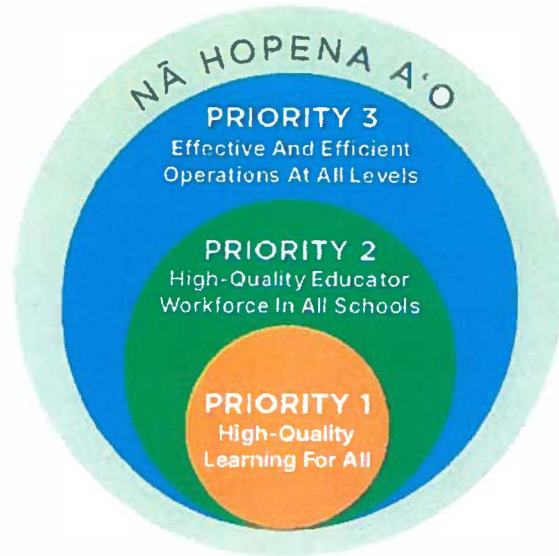 NĀ HOPENA A‘O
PRIORITY 3
Effective And Efficient
Operations At All Levels
PRIORITY 2
High-Quality Educator
Workforce In All Schools
PRIORITY 1
High-Quality
Learning For All